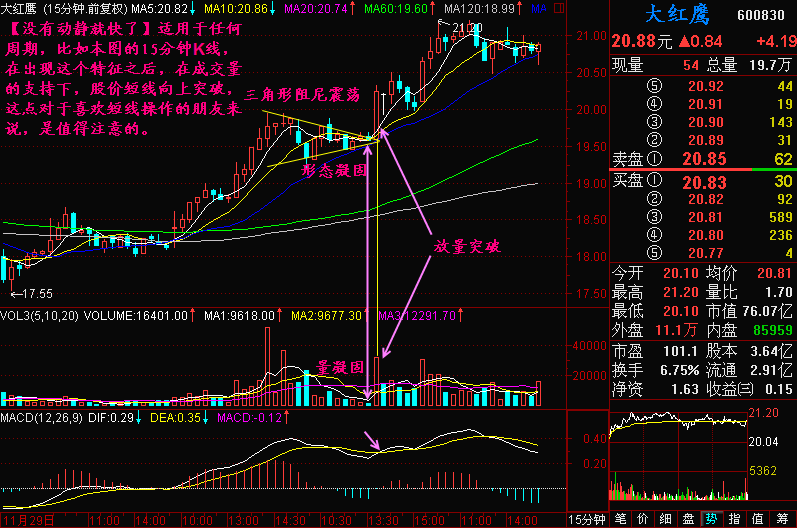 大红鹰 (15分钟.前复权) MA5:20.82↓ MA10:20.86↓ MA20:20.74↑ MA60:19.60↑ MA120:18.99↑
【没有动静就快了】适用于任何
周期，比如本图的15分钟K线，
在出现这个特征之后，在成交量
的支持下，股价短线向上突破，
这点对于喜欢短线操作的朋友来
说，是值得注意的。
三角形阻尼震荡
形态凝固
放量突破
量凝固
←21.20
←17.55
21.00
20.50
20.00
19.50
19.00
18.50
18.00
17.50
VOL3(5,10,20) VOLUME:16401.00↑ MA1:9618.00↑ MA2:9677.30↑ MA3:12291.70↑
40000
20000
MACD(12,26,9) DIF:0.29↓ DEA:0.35↓ MACD:-0.12↑
0.40
0.20
11月29日 11:00 14:00 10:00 13:00 14:30 10:30 13:30 15:00 11:00 14:00 15分钟
大红鹰 600830
20.88元 ▲0.84 +4.19
现量 54 总量 19.7万
⑤ 20.92 44
④ 20.91 19
③ 20.90 143
② 20.89 31
卖盘① 20.85 62
买盘① 20.83 30
② 20.82 92
③ 20.81 589
④ 20.80 236
⑤ 20.77 4
今开 20.10 均价 20.81
最高 21.20 量比 1.70
最低 20.10 市值 76.07亿
外盘 11.1万 内盘 85959
市盈 101.1 股本 3.64亿
换手 6.75% 流通 2.91亿
净资 1.63 收益㈢ 0.15
21.20
20.04
5362
笔 价 细 盘 势 指 值 筹